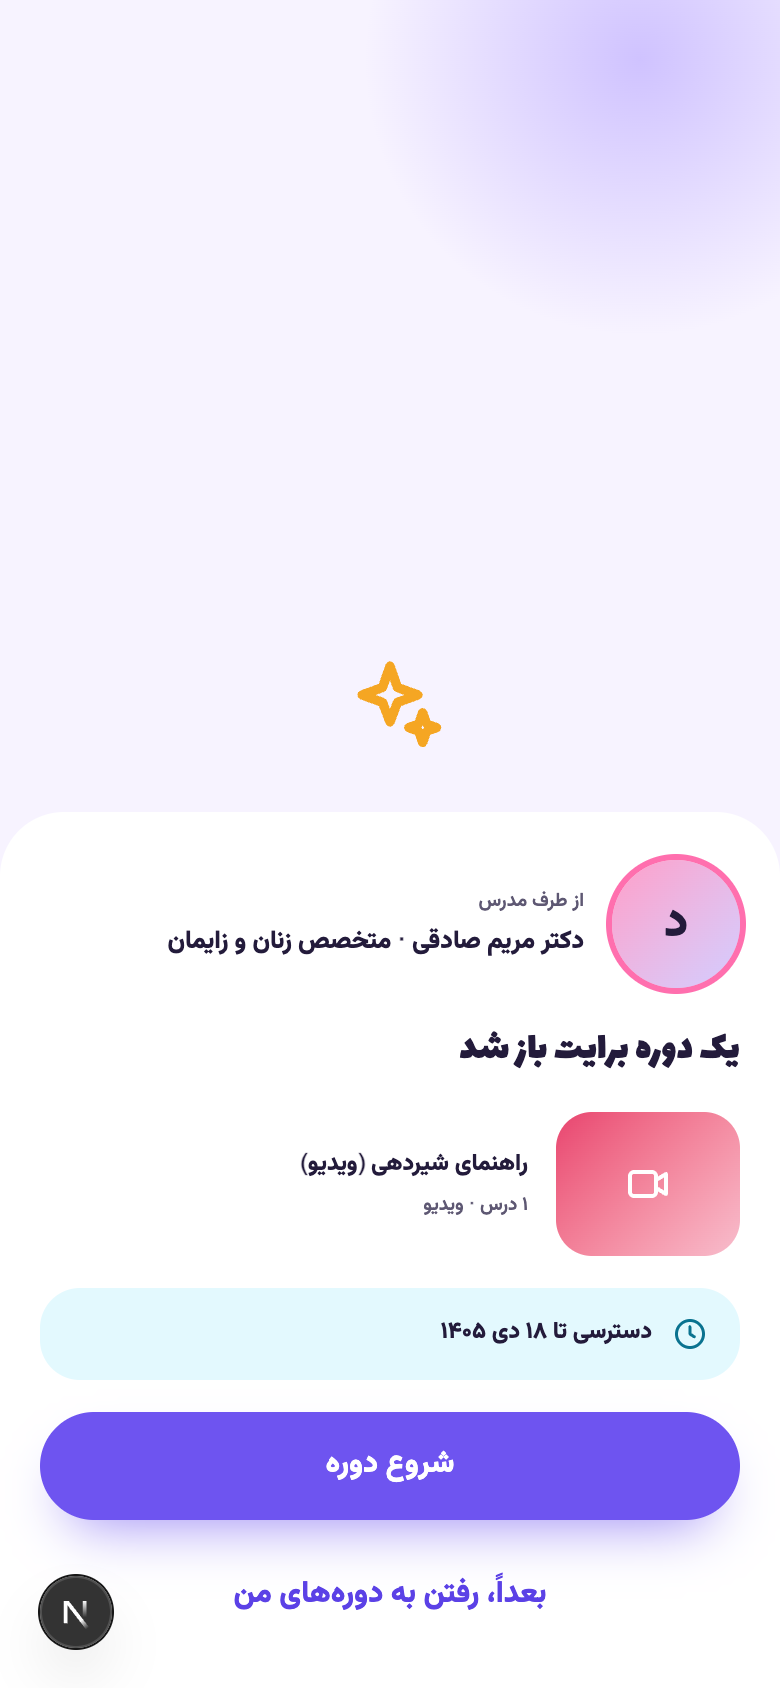 د
از طرف مدرس
دکتر مریم صادقی · متخصص زنان و زایمان
یک دوره برایت باز شد
راهنمای شیردهی (ویدیو)
۱ درس · ویدیو
دسترسی تا ۱۸ دی ۱۴۰۵
شروع دوره
بعداً، رفتن به دوره‌های من
N